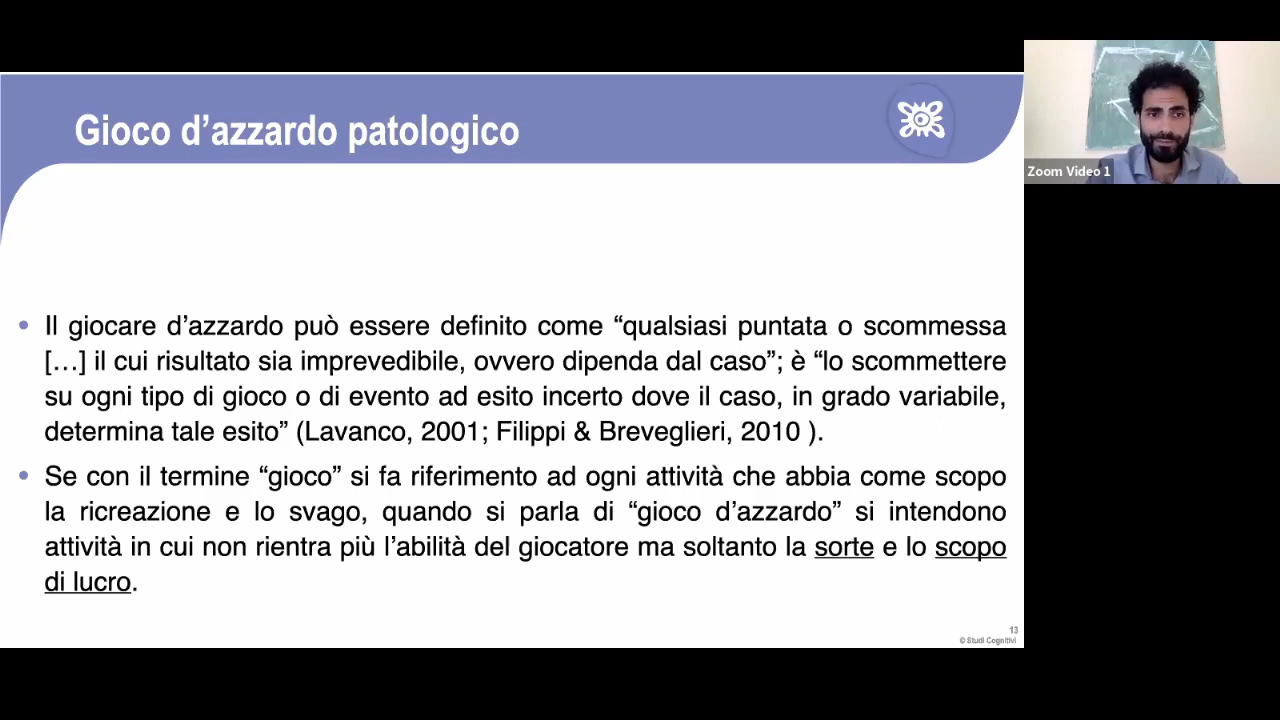 Gioco d’azzardo patologico
Zoom Video 1
Il giocare d’azzardo può essere definito come “qualsiasi puntata o scommessa
[…] il cui risultato sia imprevedibile, ovvero dipenda dal caso”; è “lo scommettere
su ogni tipo di gioco o di evento ad esito incerto dove il caso, in grado variabile,
determina tale esito” (Lavanco, 2001; Filippi & Breveglieri, 2010 ).
Se con il termine “gioco” si fa riferimento ad ogni attività che abbia come scopo
la ricreazione e lo svago, quando si parla di “gioco d’azzardo” si intendono
attività in cui non rientra più l’abilità del giocatore ma soltanto la sorte e lo scopo
di lucro.
13
© Studi Cognitivi